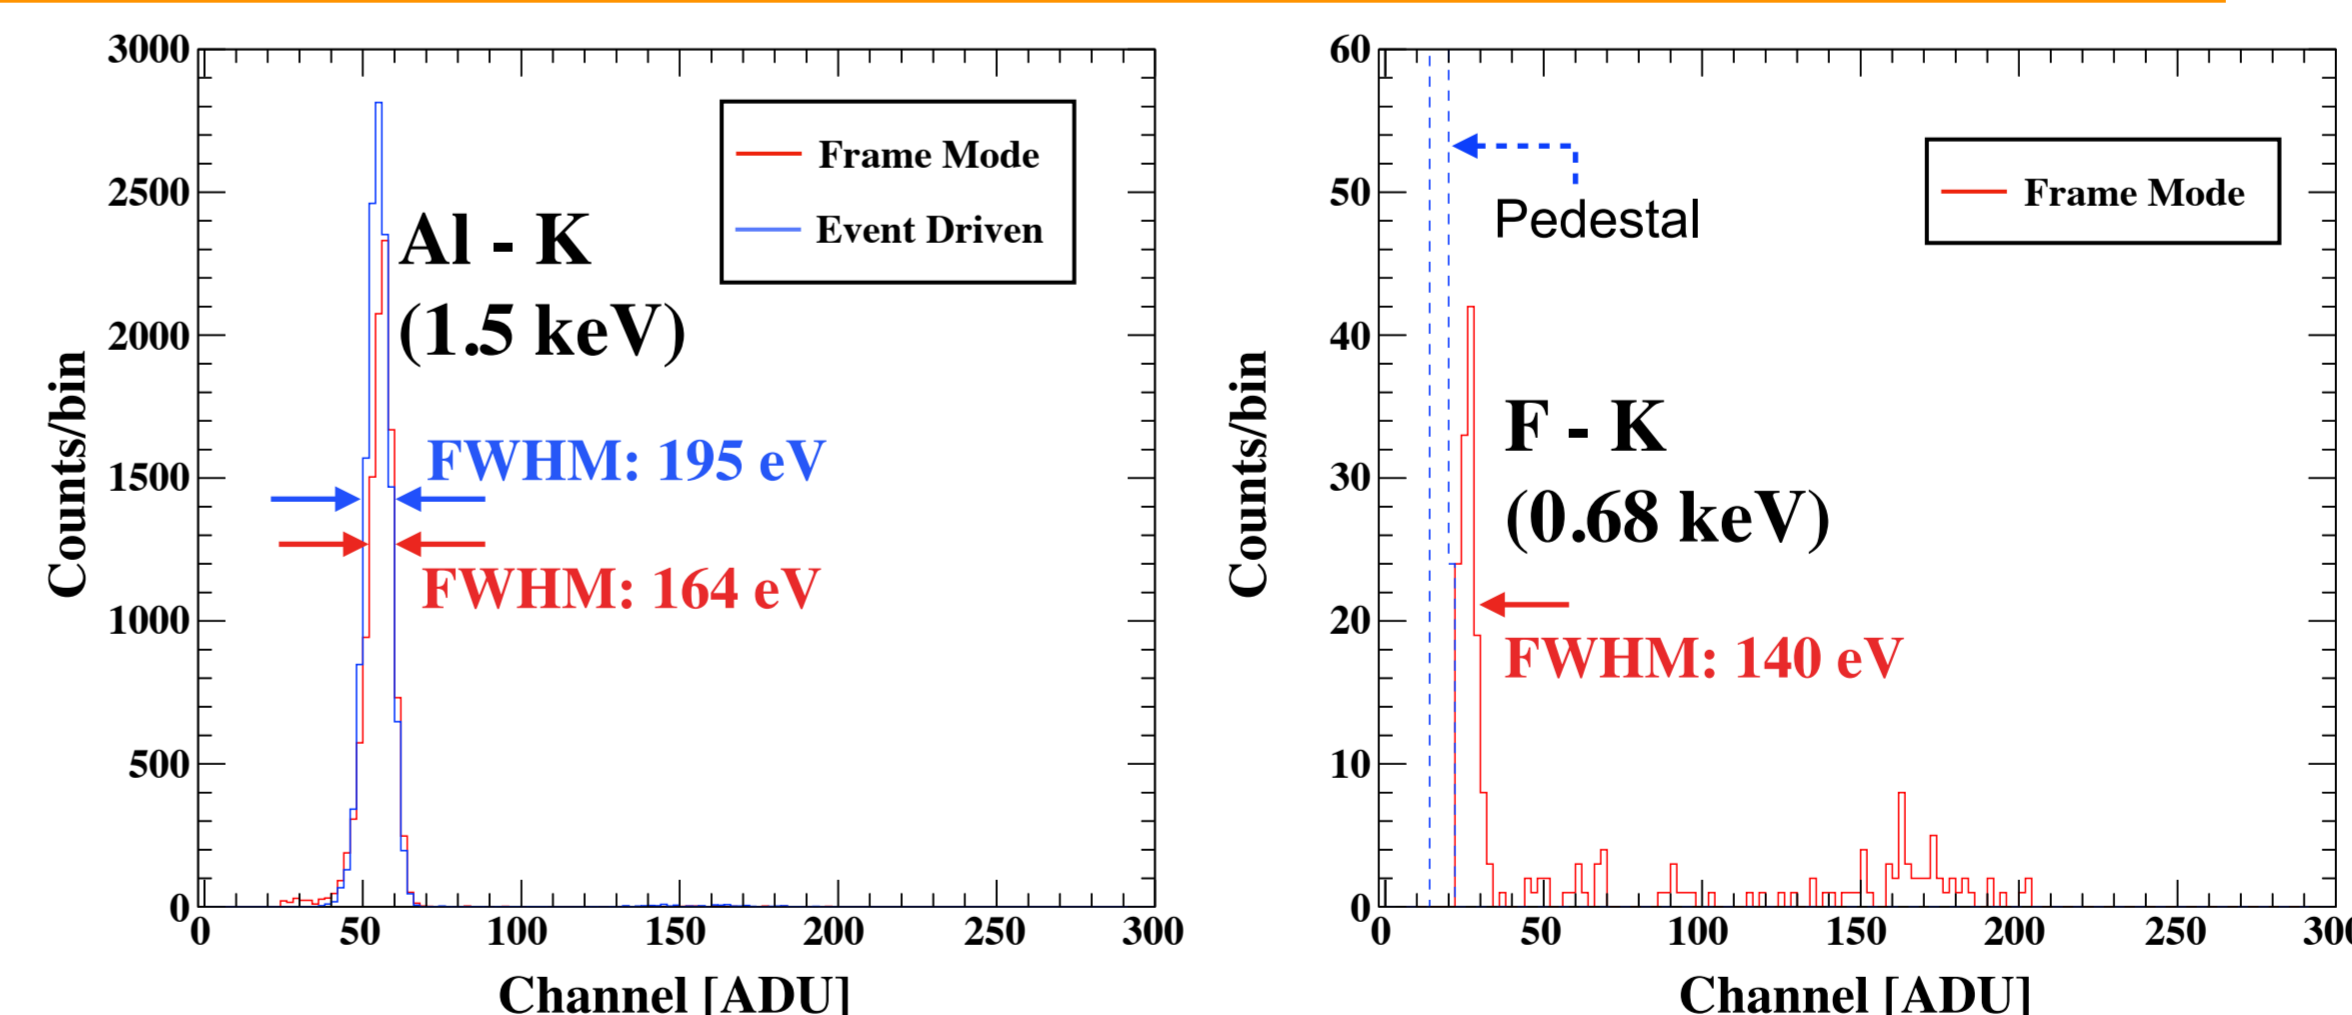 3000
2500
2000
1500
1000
500
0
0 50 100 150 200 250 300
Counts/bin
Channel [ADU]
Frame Mode
Event Driven
Al - K
(1.5 keV)
FWHM: 195 eV
FWHM: 164 eV
60
50
40
30
20
10
0
0 50 100 150 200 250 300
Counts/bin
Channel [ADU]
Pedestal
Frame Mode
F - K
(0.68 keV)
FWHM: 140 eV